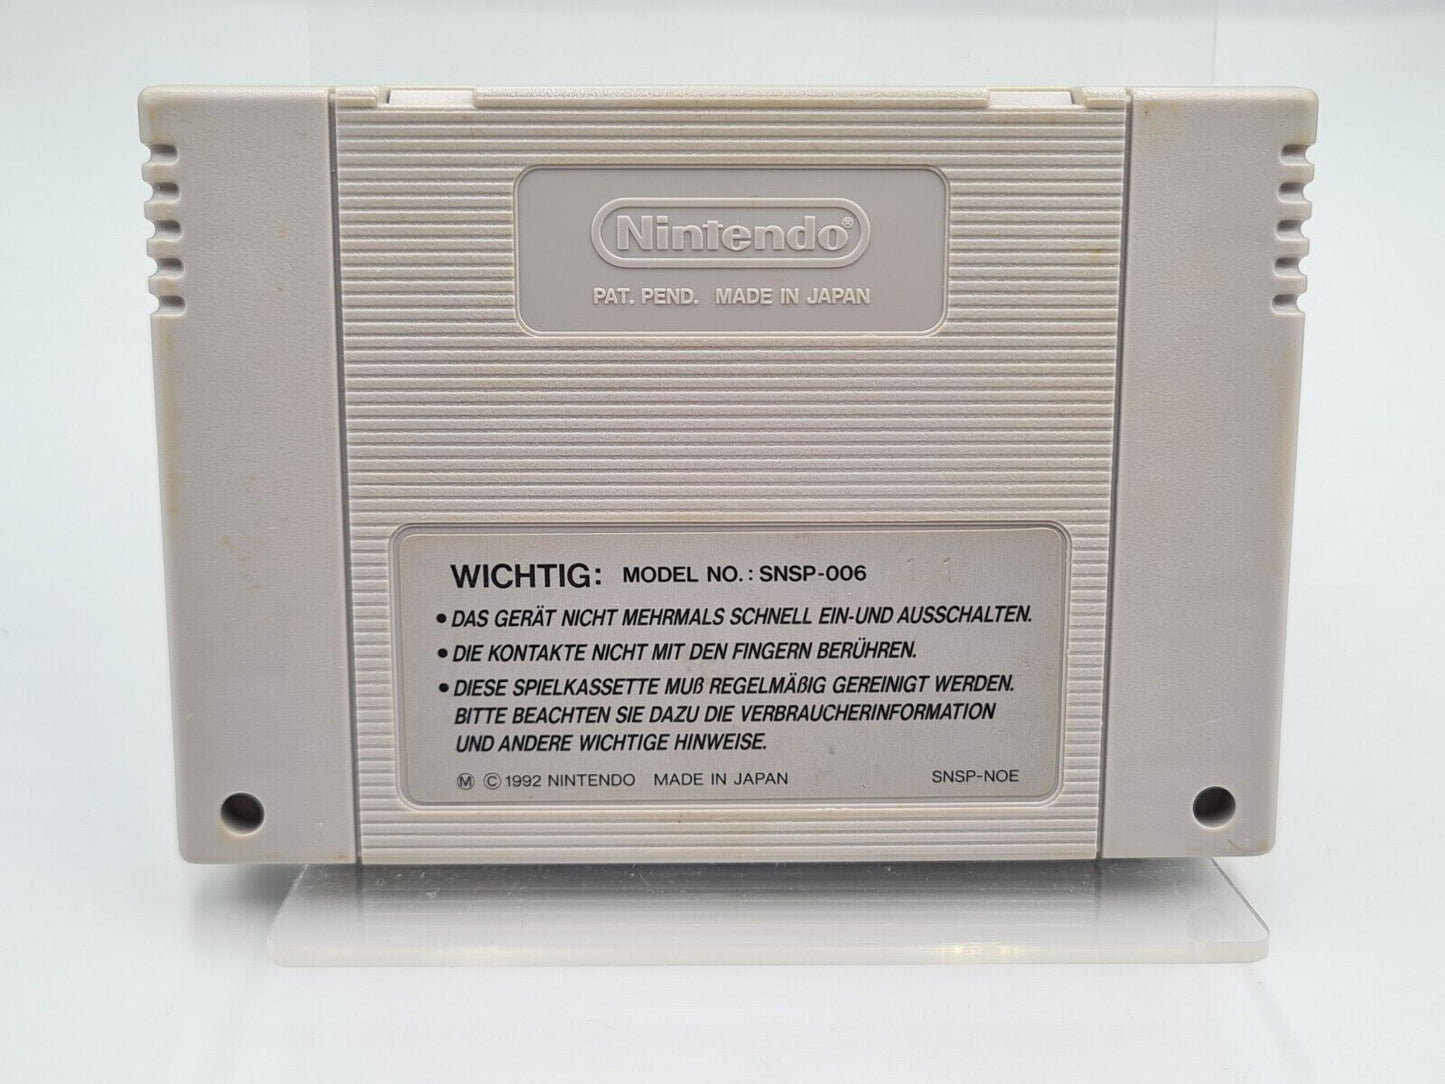 Nintendo®
PAT. PEND. MADE IN JAPAN
WICHTIG: MODEL NO.: SNSP-006 11
• DAS GERÄT NICHT MEHRMALS SCHNELL EIN-UND AUSSCHALTEN.
• DIE KONTAKTE NICHT MIT DEN FINGERN BERÜHREN.
• DIESE SPIELKASSETTE MUß REGELMÄßIG GEREINIGT WERDEN.
BITTE BEACHTEN SIE DAZU DIE VERBRAUCHERINFORMATION
UND ANDERE WICHTIGE HINWEISE.
Ⓜ © 1992 NINTENDO MADE IN JAPAN SNSP-NOE